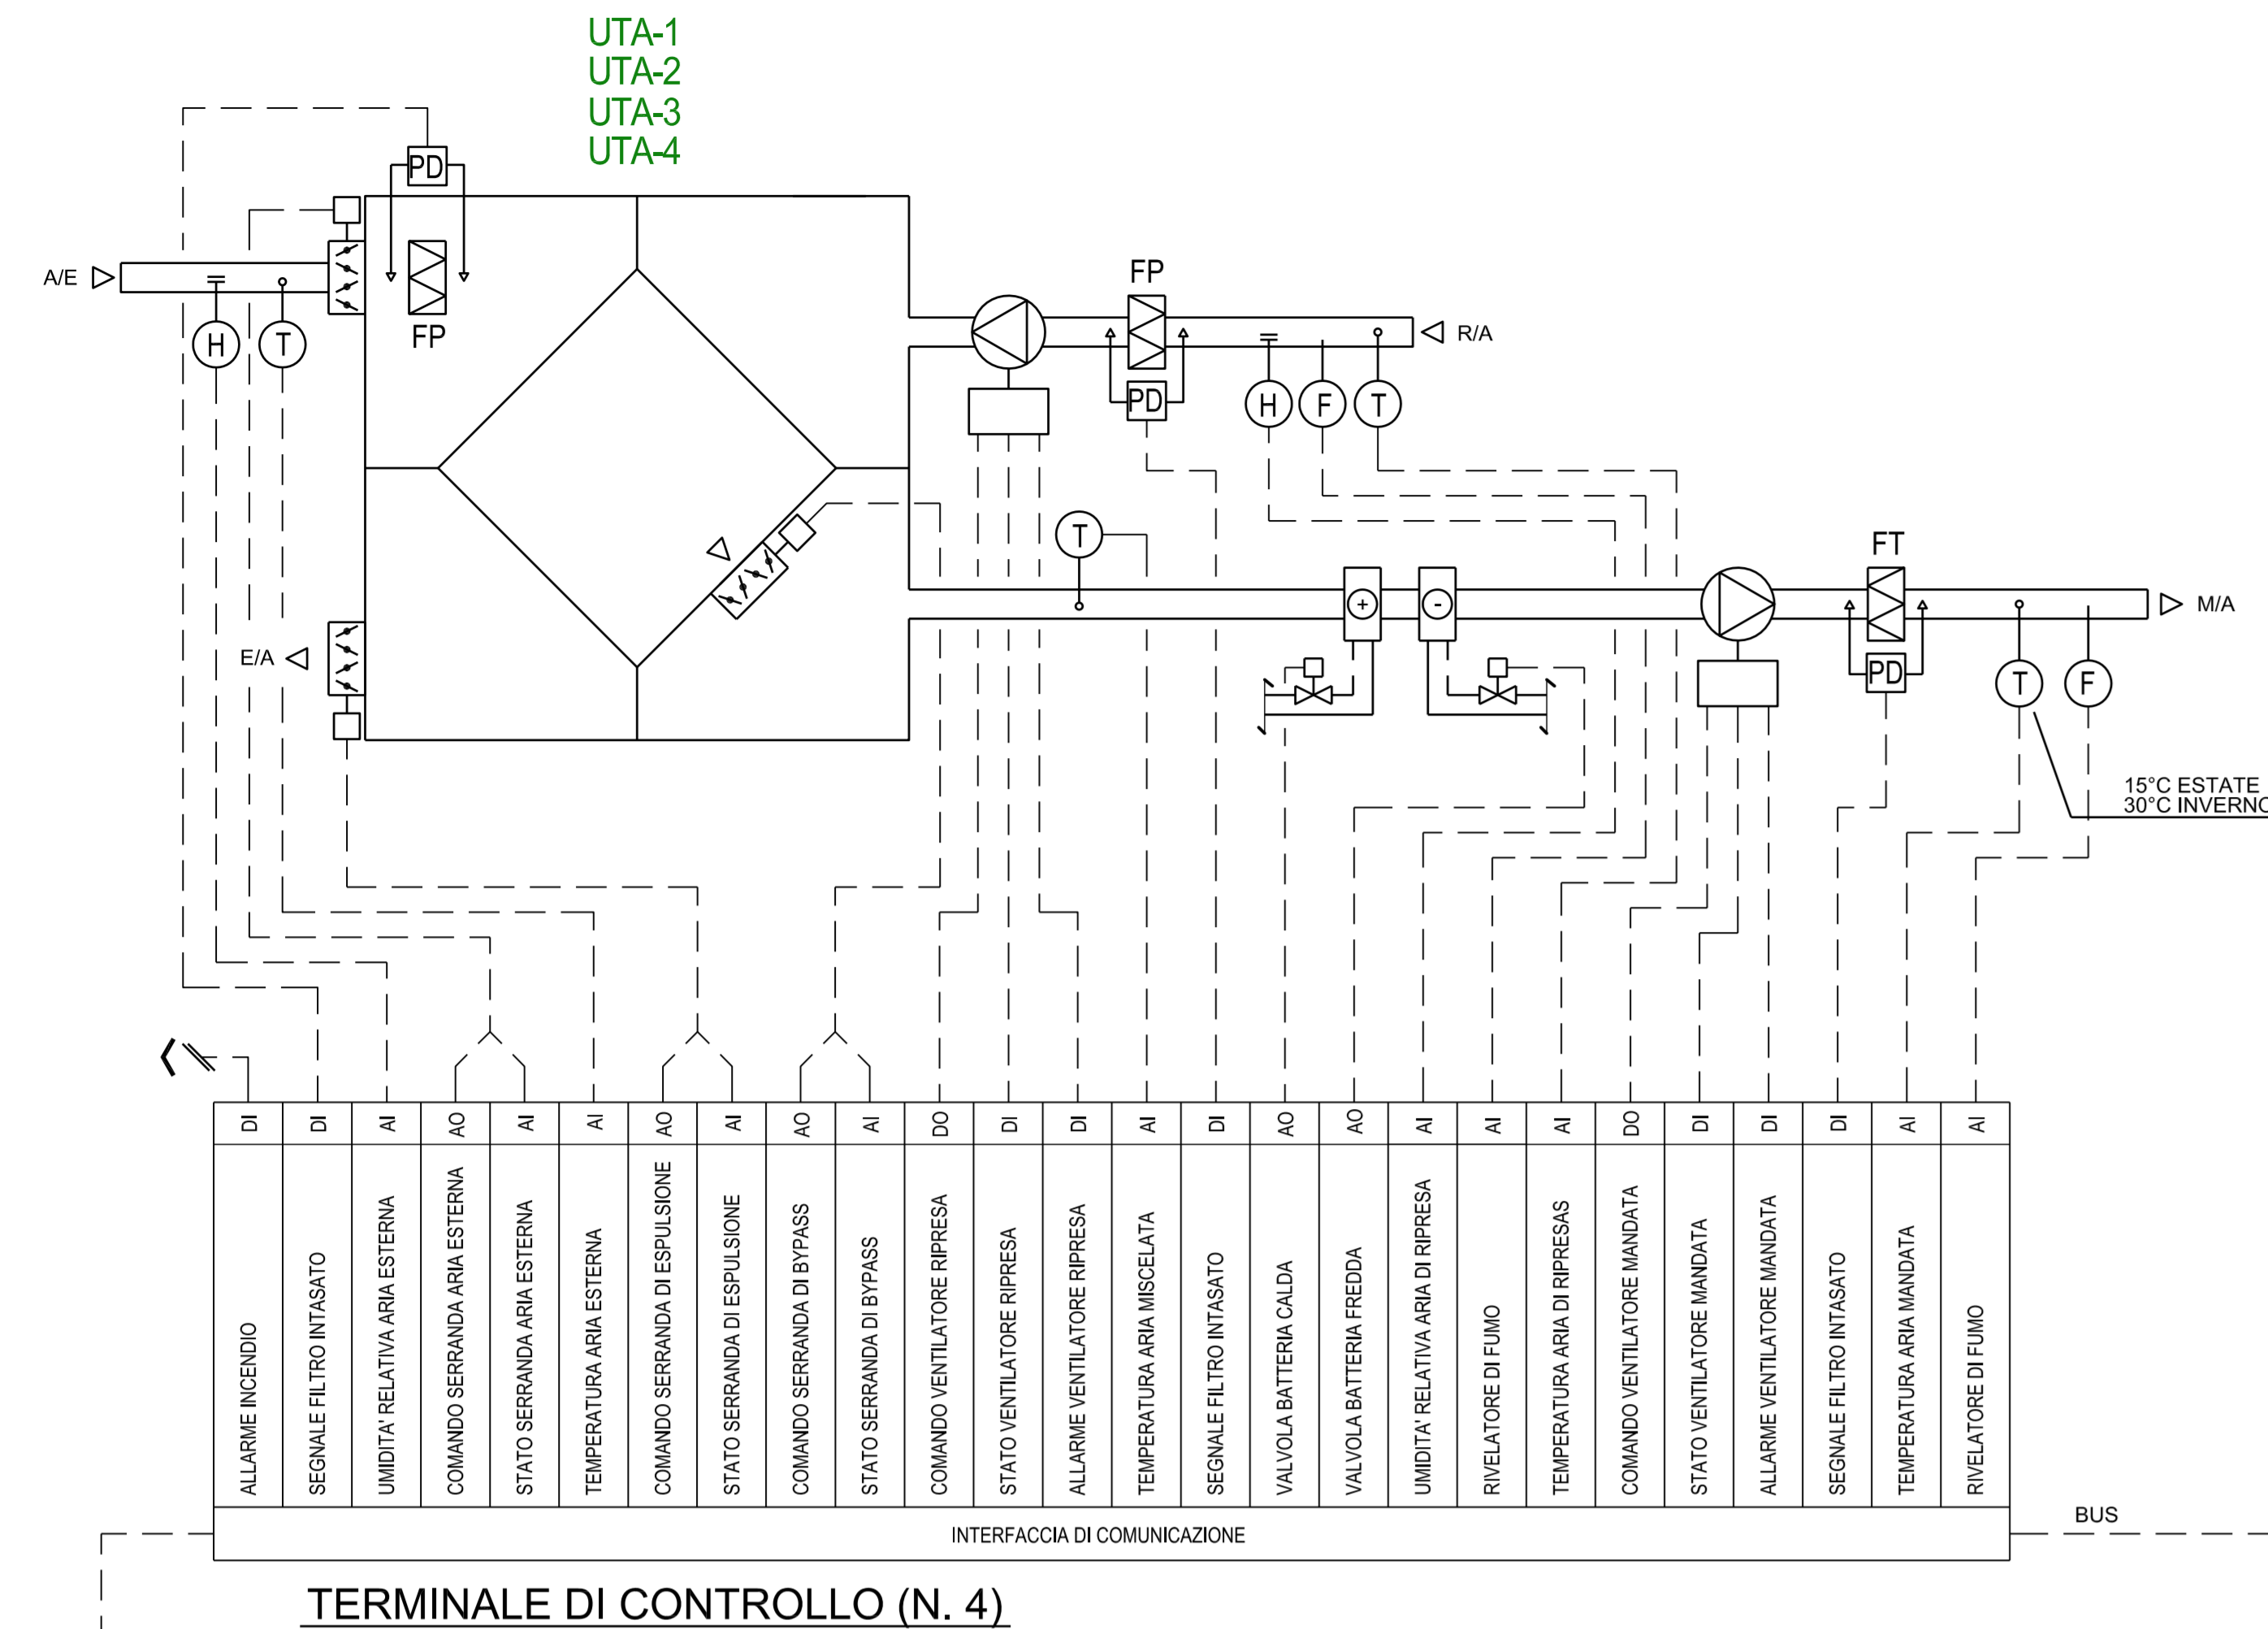 UTA-1
UTA-2
UTA-3
UTA-4
PD
A/E
FP
H
T
FP
R/A
PD
H
F
T
T
FT
+
-
M/A
E/A
PD
T
F
15°C ESTATE
30°C INVERNO
DI
DI
AI
AO
AI
AI
AO
AI
AO
AI
DO
DI
DI
AI
DI
AO
AO
AI
AI
AI
DO
DI
DI
DI
AI
AI
ALLARME INCENDIO
SEGNALE FILTRO INTASATO
UMIDITA' RELATIVA ARIA ESTERNA
COMANDO SERRANDA ARIA ESTERNA
STATO SERRANDA ARIA ESTERNA
TEMPERATURA ARIA ESTERNA
COMANDO SERRANDA DI ESPULSIONE
STATO SERRANDA DI ESPULSIONE
COMANDO SERRANDA DI BYPASS
STATO SERRANDA DI BYPASS
COMANDO VENTILATORE RIPRESA
STATO VENTILATORE RIPRESA
ALLARME VENTILATORE RIPRESA
TEMPERATURA ARIA MISCELATA
SEGNALE FILTRO INTASATO
VALVOLA BATTERIA CALDA
VALVOLA BATTERIA FREDDA
UMIDITA' RELATIVA ARIA DI RIPRESA
RIVELATORE DI FUMO
TEMPERATURA ARIA DI RIPRESAS
COMANDO VENTILATORE MANDATA
STATO VENTILATORE MANDATA
ALLARME VENTILATORE MANDATA
SEGNALE FILTRO INTASATO
TEMPERATURA ARIA MANDATA
RIVELATORE DI FUMO
INTERFACCIA DI COMUNICAZIONE
BUS
TERMINALE DI CONTROLLO (N. 4)